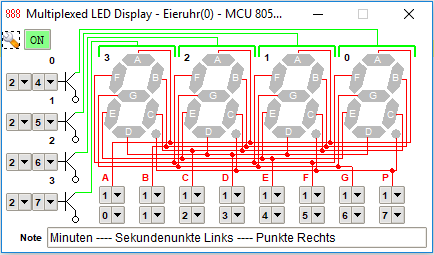 888 Multiplexed LED Display - Eieruhr(0) - MCU 805...
ON
3 2 1 0
0
2 4
1
2 5
2
2 6
3
2 7
A A A A
F B F B F B F B
G G G G
E C E C E C E C
D D D D
A B C D E F G P
1 1 1 1 1 1 1 1
0 1 2 3 4 5 6 7
Note Minuten ---- Sekundenunkte Links ---- Punkte Rechts